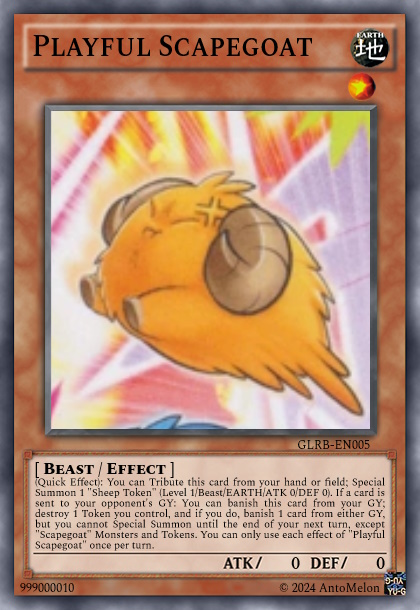 PLAYFUL SCAPEGOAT
EARTH
地
GLRB-EN005
[ BEAST / EFFECT ]
(Quick Effect): You can Tribute this card from your hand or field; Special
Summon 1 "Sheep Token" (Level 1/Beast/EARTH/ATK 0/DEF 0). If a card is
sent to your opponent's GY: You can banish this card from your GY;
destroy 1 Token you control, and if you do, banish 1 card from either GY,
but you cannot Special Summon until the end of your next turn, except
"Scapegoat" Monsters and Tokens. You can only use each effect of "Playful
Scapegoat" once per turn.
ATK/ 0 DEF/ 0
999000010
© 2024 AntoMelon